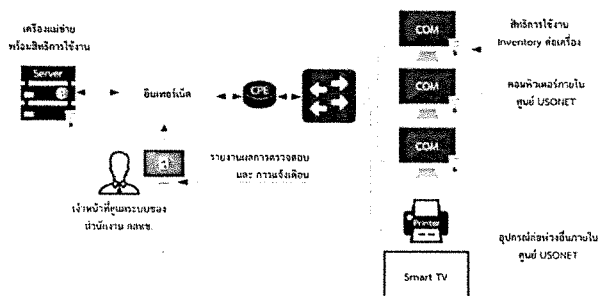 เครื่องแม่ข่าย
พร้อมสิทธิการใช้งาน
Server
อินเทอร์เน็ต
CPE
COM
สิทธิการใช้งาน
Inventory ต่อเครื่อง
COM
คอมพิวเตอร์ภายใน
ศูนย์ USONET
COM
รายงานผลการตรวจสอบ
และ การแจ้งเตือน
เจ้าหน้าที่ดูแลระบบของ
สำนักงาน กสทช.
Printer
อุปกรณ์ต่อพ่วงอื่นภายใน
ศูนย์ USONET
Smart TV